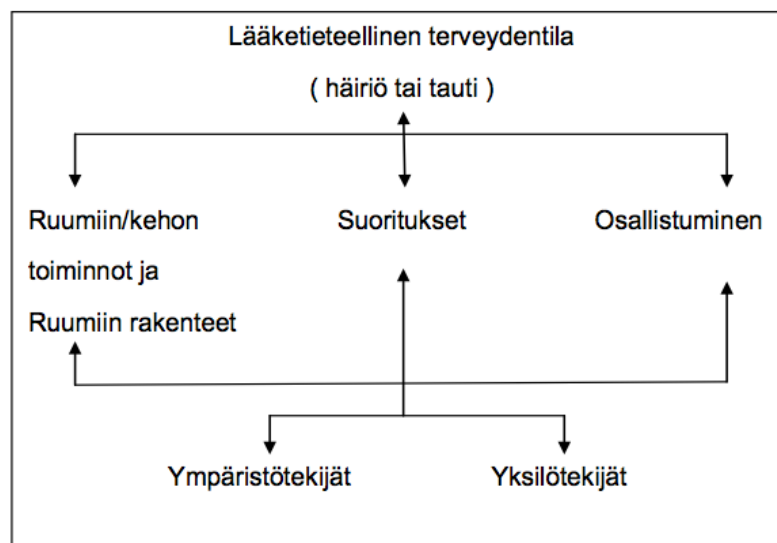 Lääketieteellinen terveydentila
( häiriö tai tauti )
Ruumiin/kehon
toiminnot ja
Ruumiin rakenteet
Suoritukset
Osallistuminen
Ympäristötekijät
Yksilötekijät